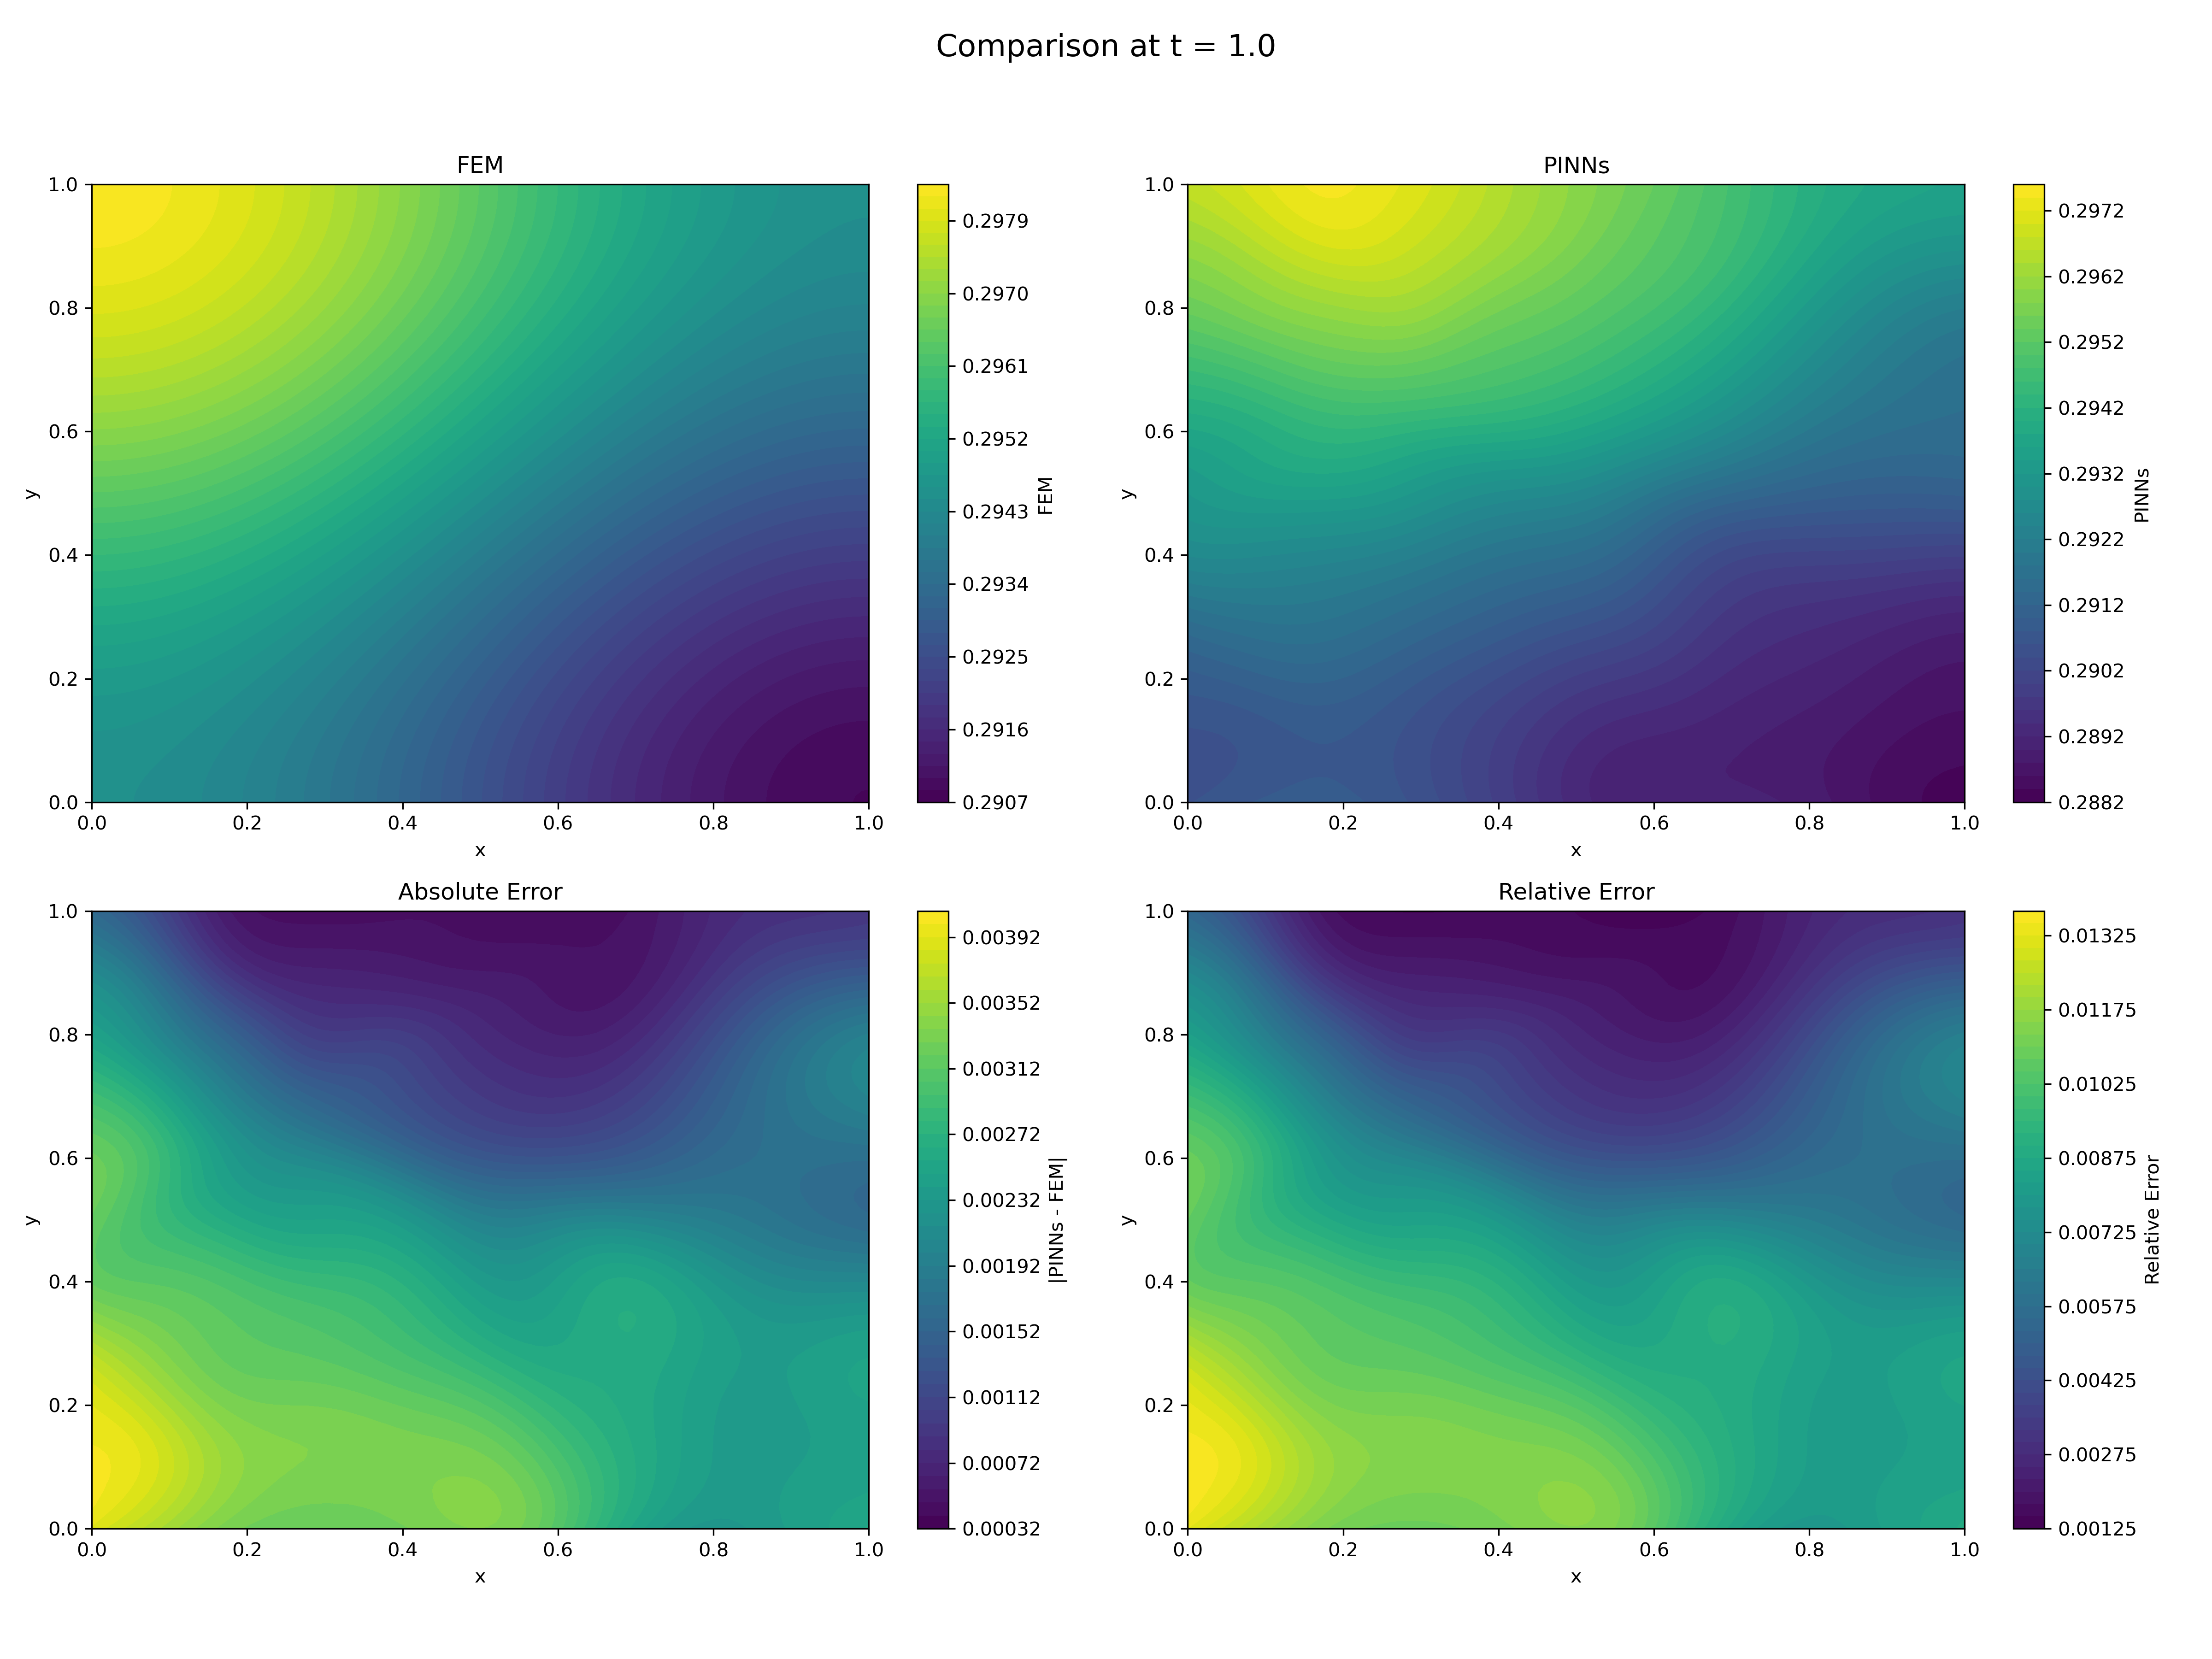 Comparison at t = 1.0
FEM
1.0
0.8
0.6
0.4
0.2
0.0
y
0.0 0.2 0.4 0.6 0.8 1.0
x
0.2979
0.2970
0.2961
0.2952
0.2943
0.2934
0.2925
0.2916
0.2907
FEM
PINNs
1.0
0.8
0.6
0.4
0.2
0.0
y
0.0 0.2 0.4 0.6 0.8 1.0
x
0.2972
0.2962
0.2952
0.2942
0.2932
0.2922
0.2912
0.2902
0.2892
0.2882
PINNs
Absolute Error
1.0
0.8
0.6
0.4
0.2
0.0
y
0.0 0.2 0.4 0.6 0.8 1.0
x
0.00392
0.00352
0.00312
0.00272
0.00232
0.00192
0.00152
0.00112
0.00072
0.00032
|PINNs - FEM|
Relative Error
1.0
0.8
0.6
0.4
0.2
0.0
y
0.0 0.2 0.4 0.6 0.8 1.0
x
0.01325
0.01175
0.01025
0.00875
0.00725
0.00575
0.00425
0.00275
0.00125
Relative Error